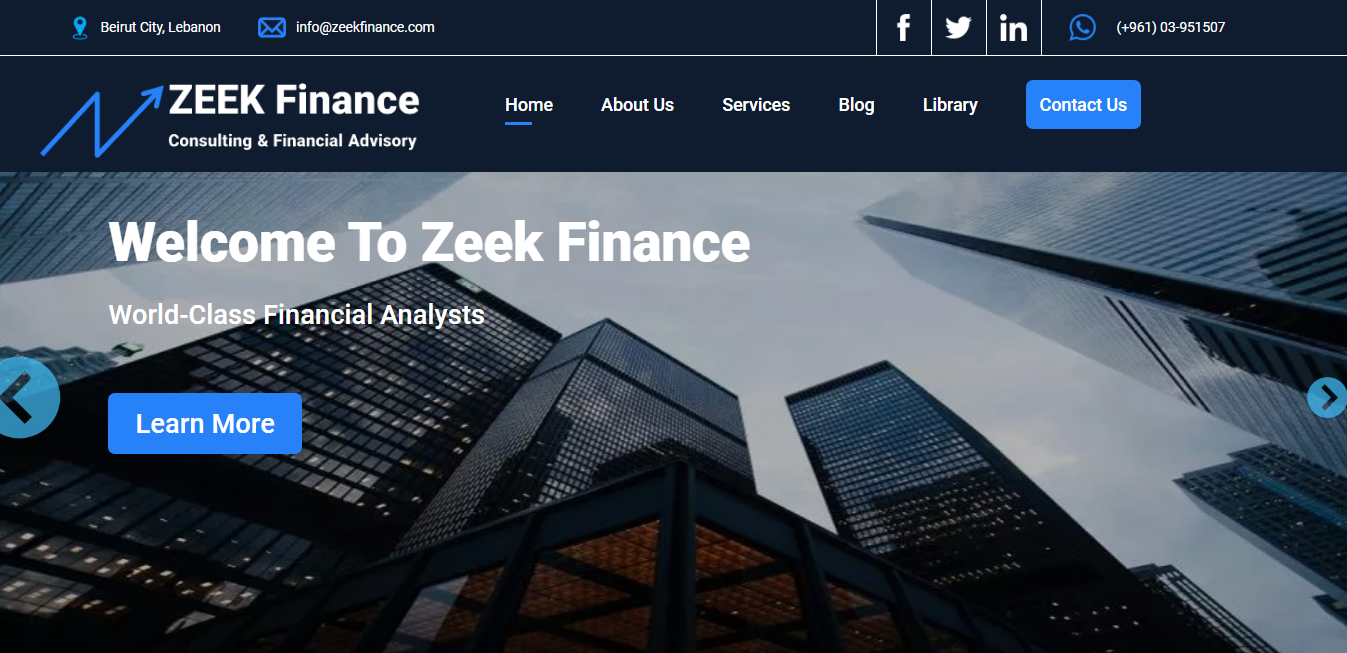 Beirut City, Lebanon
info@zeekfinance.com
(+961) 03-951507
ZEEK Finance
Consulting & Financial Advisory
Home
About Us
Services
Blog
Library
Contact Us
Welcome To Zeek Finance
World-Class Financial Analysts
Learn More